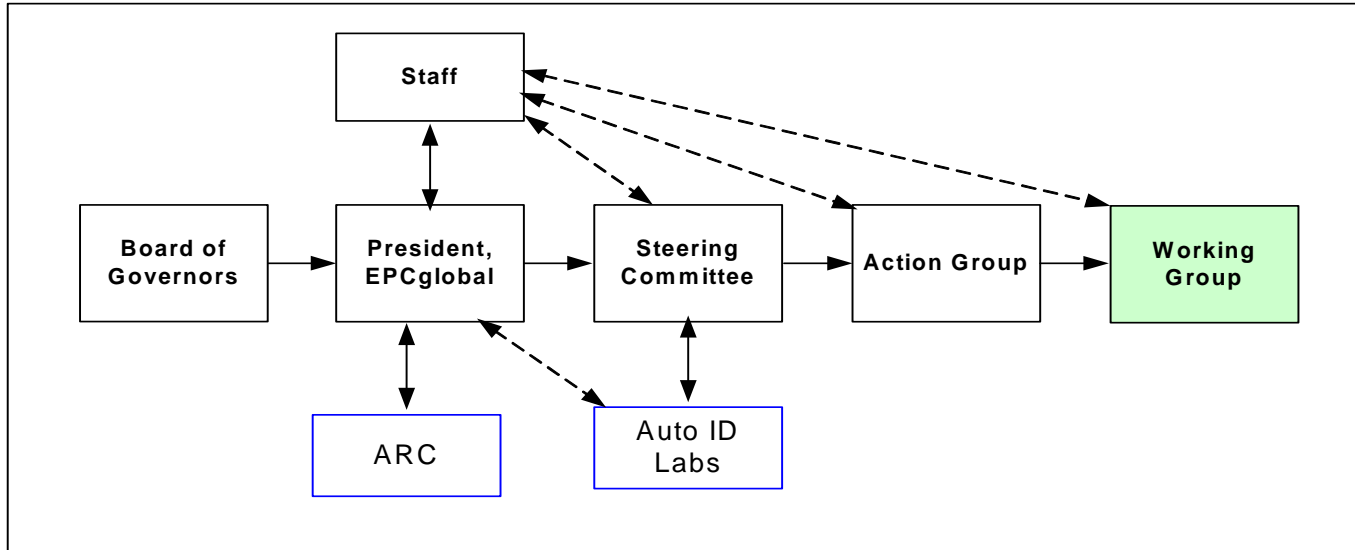 Staff
Board of
Governors
President,
EPCglobal
Steering
Committee
Action Group
Working
Group
ARC
Auto ID
Labs